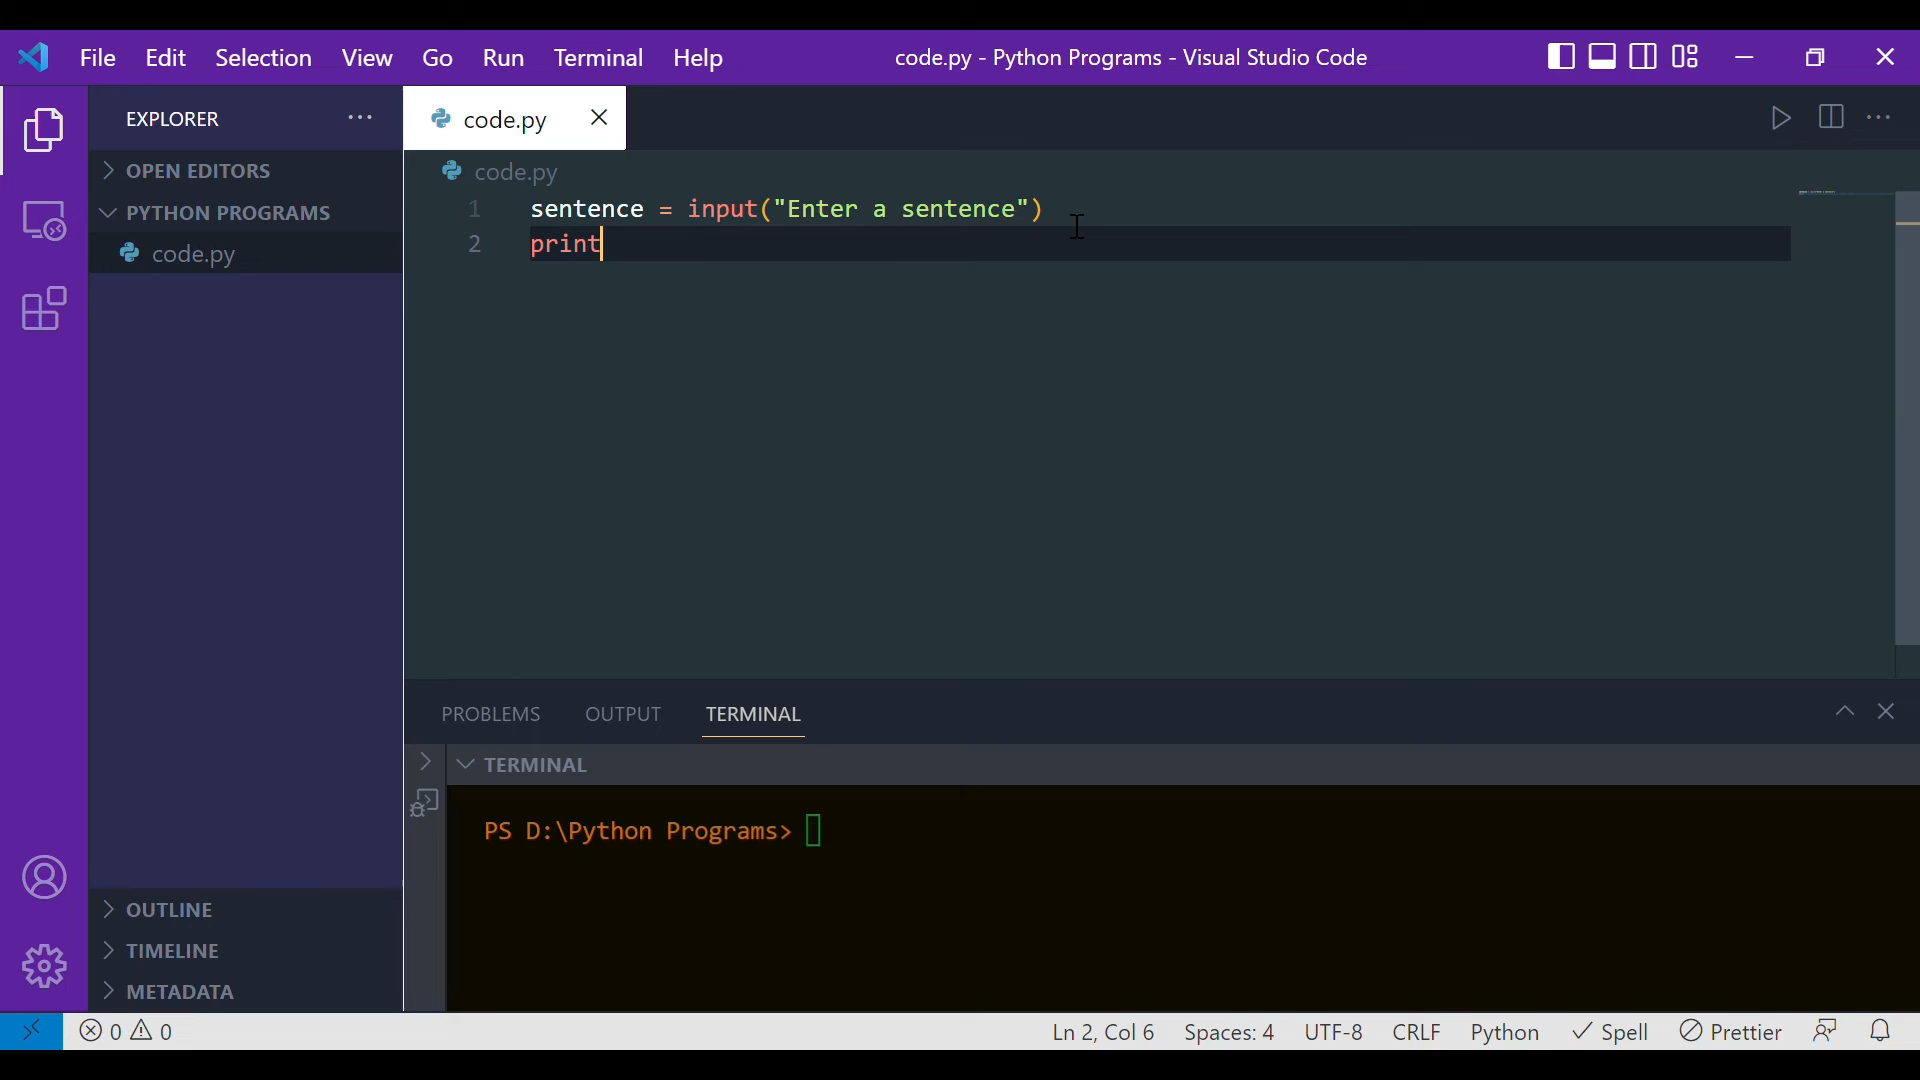 File Edit Selection View Go Run Terminal Help code.py - Python Programs - Visual Studio Code
EXPLORER
code.py
OPEN EDITORS
PYTHON PROGRAMS
code.py
code.py
1 sentence = input("Enter a sentence")
2 print
PROBLEMS OUTPUT TERMINAL
TERMINAL
PS D:\Python Programs>
OUTLINE
TIMELINE
METADATA
0 0 Ln 2, Col 6 Spaces: 4 UTF-8 CRLF Python Spell Prettier